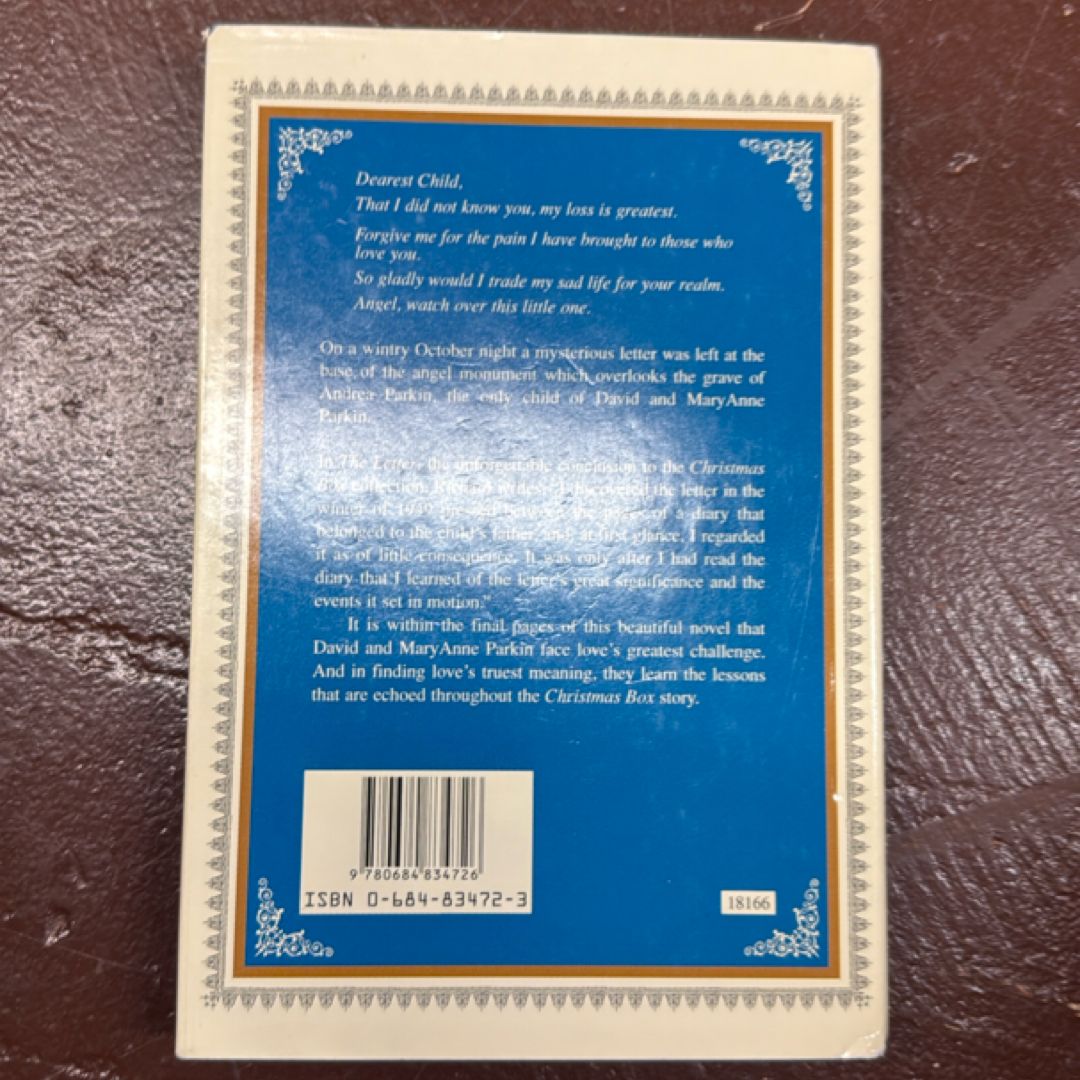 Dearest Child,
That I did not know you, my loss is greatest.
Forgive me for the pain I have brought to those who
love you.
So gladly would I trade my sad life for your realm.
Angel, watch over this little one.
On a wintry October night a mysterious letter was left at the
base of the angel monument which overlooks the grave of
Andrea Parkin, the only child of David and MaryAnne
Parkin.
In The Letter, the unforgettable conclusion to the Christmas
Box collection, Richard writes: "I discovered the letter in the
winter of 1949 pressed between the pages of a diary that
belonged to the child's father, and, at first glance, I regarded
it as of little consequence. It was only after I had read the
diary that I learned of the letter's great significance and the
events it set in motion."
It is within the final pages of this beautiful novel that
David and MaryAnne Parkin face love's greatest challenge.
And in finding love's truest meaning, they learn the lessons
that are echoed throughout the Christmas Box story.
9 780684 834726
ISBN 0-684-83472-3
18166